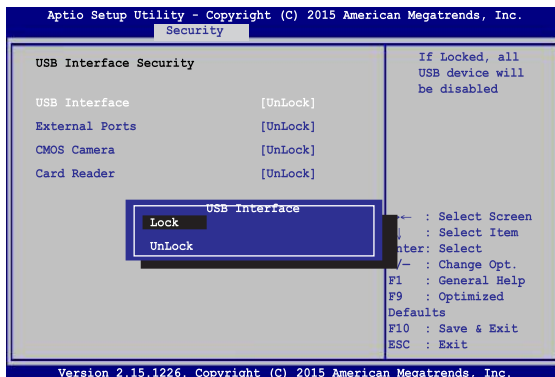 Aptio Setup Utility - Copyright (C) 2015 American Megatrends, Inc.
Security
USB Interface Security
USB Interface [UnLock]
External Ports [UnLock]
CMOS Camera [UnLock]
Card Reader [UnLock]
If Locked, all
USB device will
be disabled
USB Interface
Lock
UnLock
→← : Select Screen
↓ : Select Item
nter: Select
/— : Change Opt.
F1 : General Help
F9 : Optimized
Defaults
F10 : Save & Exit
ESC : Exit
Version 2.15.1226. Copyright (C) 2015 American Megatrends, Inc.